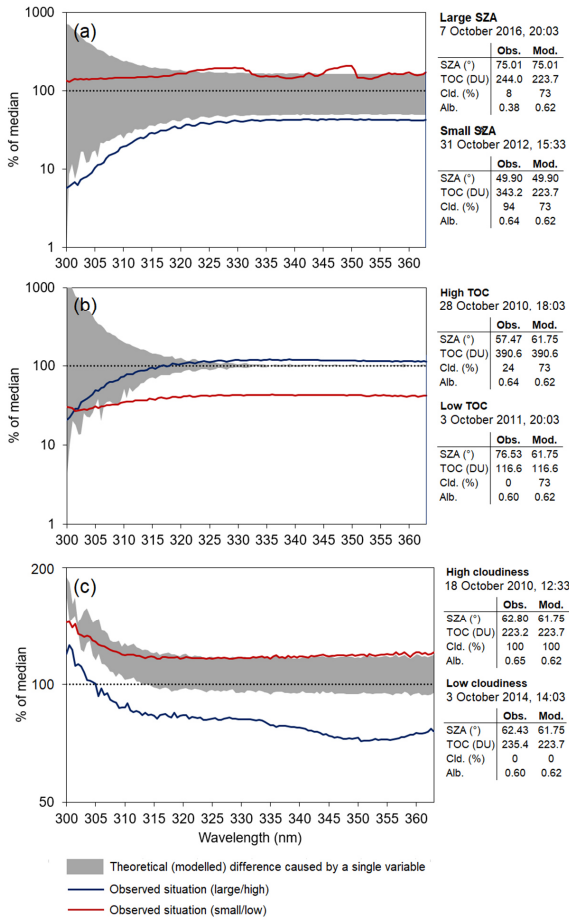 (a)
1000
100
10
1
% of median
300 305 310 315 320 325 330 335 340 345 350 355 360
Large SZA
7 October 2016, 20:03
Obs. Mod.
SZA (°) 75.01 75.01
TOC (DU) 244.0 223.7
Cld. (%) 8 73
Alb. 0.38 0.62
Small SZA
31 October 2012, 15:33
Obs. Mod.
SZA (°) 49.90 49.90
TOC (DU) 343.2 223.7
Cld. (%) 94 73
Alb. 0.64 0.62
(b)
1000
100
10
1
% of median
300 305 310 315 320 325 330 335 340 345 350 355 360
High TOC
28 October 2010, 18:03
Obs. Mod.
SZA (°) 57.47 61.75
TOC (DU) 390.6 390.6
Cld. (%) 24 73
Alb. 0.64 0.62
Low TOC
3 October 2011, 20:03
Obs. Mod.
SZA (°) 76.53 61.75
TOC (DU) 116.6 116.6
Cld. (%) 0 73
Alb. 0.60 0.62
(c)
200
100
50
% of median
300 305 310 315 320 325 330 335 340 345 350 355 360
Wavelength (nm)
High cloudiness
18 October 2010, 12:33
Obs. Mod.
SZA (°) 62.80 61.75
TOC (DU) 223.2 223.7
Cld. (%) 100 100
Alb. 0.65 0.62
Low cloudiness
3 October 2014, 14:03
Obs. Mod.
SZA (°) 62.43 61.75
TOC (DU) 235.4 223.7
Cld. (%) 0 0
Alb. 0.60 0.62
Theoretical (modelled) difference caused by a single variable
Observed situation (large/high)
Observed situation (small/low)